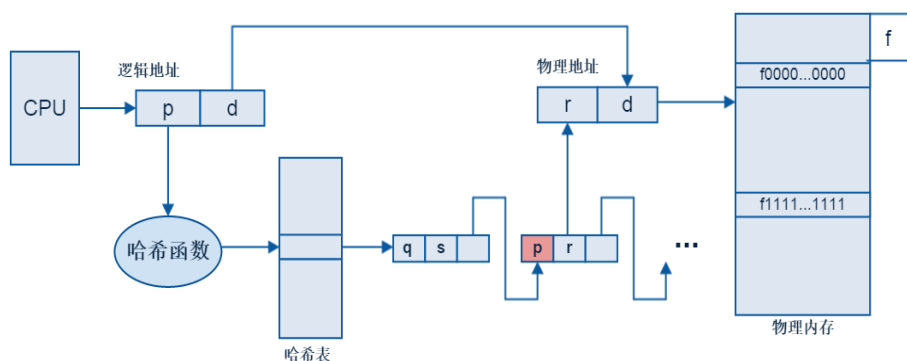 f
f0000...0000
逻辑地址
物理地址
CPU
p d
r d
f1111...1111
哈希函数
q s
p r
...
物理内存
哈希表